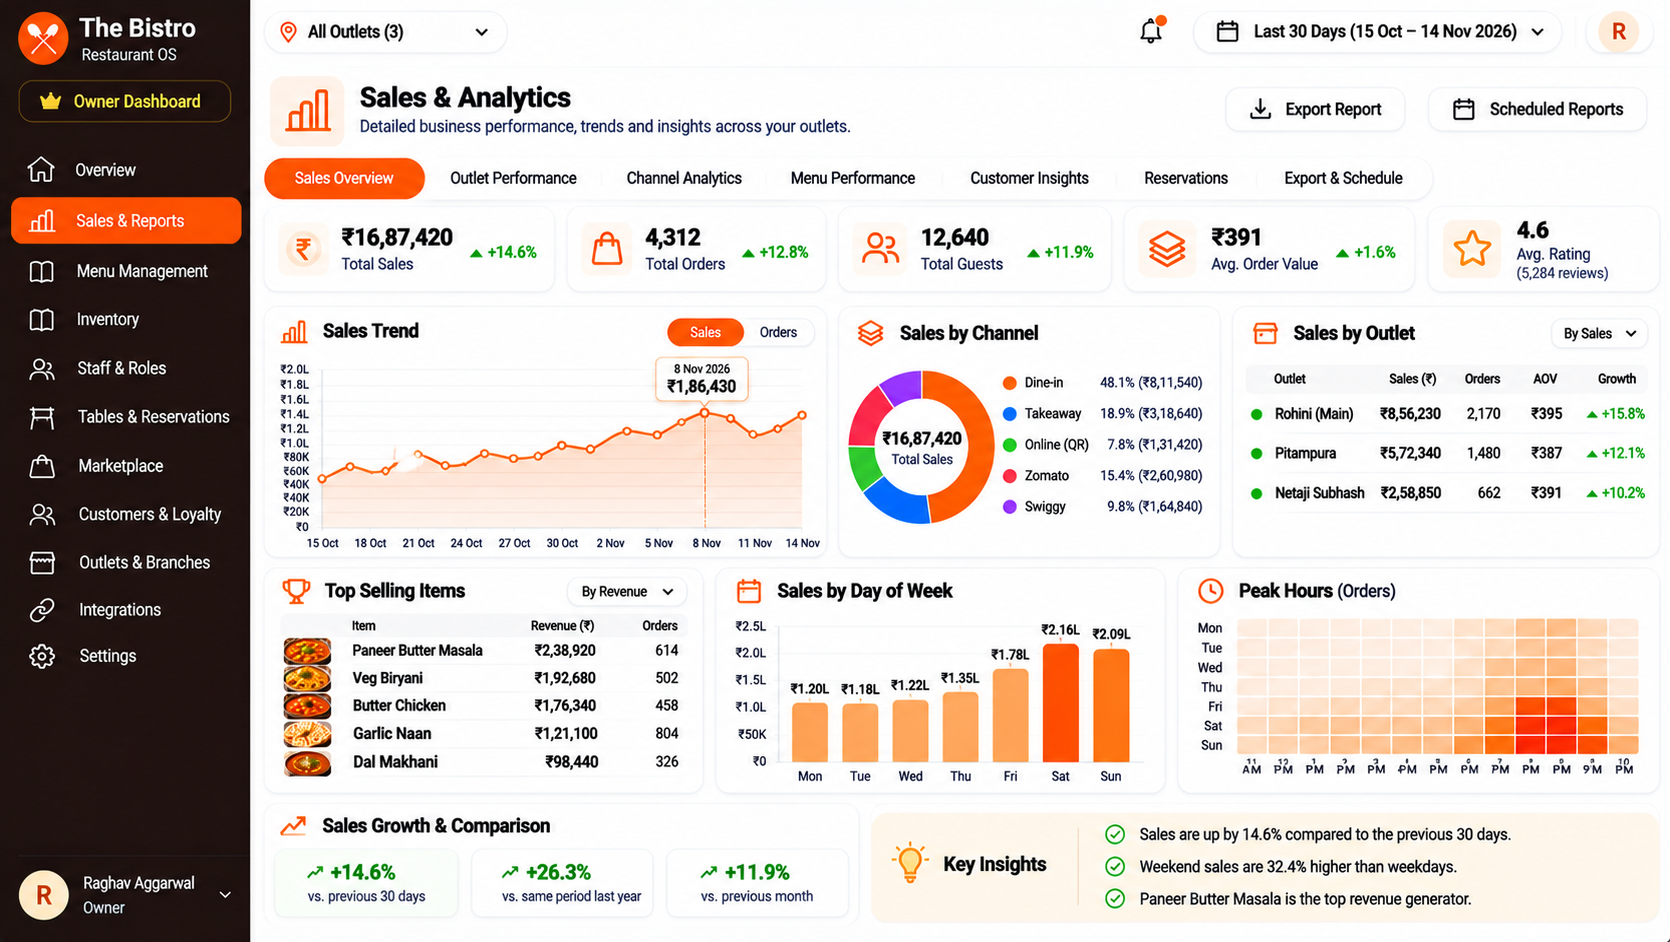 The Bistro
Restaurant OS
Owner Dashboard
Overview
Sales & Reports
Menu Management
Inventory
Staff & Roles
Tables & Reservations
Marketplace
Customers & Loyalty
Outlets & Branches
Integrations
Settings
R
Raghav Aggarwal
Owner
All Outlets (3)
Last 30 Days (15 Oct – 14 Nov 2026)
R
Sales & Analytics
Detailed business performance, trends and insights across your outlets.
Export Report
Scheduled Reports
Sales Overview
Outlet Performance
Channel Analytics
Menu Performance
Customer Insights
Reservations
Export & Schedule
₹
₹16,87,420
Total Sales
+14.6%
4,312
Total Orders
+12.8%
12,640
Total Guests
+11.9%
₹391
Avg. Order Value
+1.6%
4.6
Avg. Rating
(5,284 reviews)
Sales Trend
Sales
Orders
8 Nov 2026
₹1,86,430
₹2.0L
₹1.8L
₹1.6L
₹1.4L
₹1.2L
₹1.0L
₹80K
₹60K
₹40K
₹40K
₹20K
₹0
15 Oct 18 Oct 21 Oct 24 Oct 27 Oct 30 Oct 2 Nov 5 Nov 8 Nov 11 Nov 14 Nov
Sales by Channel
₹16,87,420
Total Sales
Dine-in 48.1% (₹8,11,540)
Takeaway 18.9% (₹3,18,640)
Online (QR) 7.8% (₹1,31,420)
Zomato 15.4% (₹2,60,980)
Swiggy 9.8% (₹1,64,840)
Sales by Outlet
By Sales
Outlet Sales (₹) Orders AOV Growth
Rohini (Main) ₹8,56,230 2,170 ₹395 +15.8%
Pitampura ₹5,72,340 1,480 ₹387 +12.1%
Netaji Subhash ₹2,58,850 662 ₹391 +10.2%
Top Selling Items
By Revenue
Item Revenue (₹) Orders
Paneer Butter Masala ₹2,38,920 614
Veg Biryani ₹1,92,680 502
Butter Chicken ₹1,76,340 458
Garlic Naan ₹1,21,100 804
Dal Makhani ₹98,440 326
Sales by Day of Week
₹2.5L
₹2.0L
₹1.5L
₹1.0L
₹50K
₹0
₹1.20L ₹1.18L ₹1.22L ₹1.35L ₹1.78L ₹2.16L ₹2.09L
Mon Tue Wed Thu Fri Sat Sun
Peak Hours (Orders)
Mon
Tue
Wed
Thu
Fri
Sat
Sun
AM PM PM PM PM PM PM PM PM PM PM PM
Sales Growth & Comparison
+14.6%
vs. previous 30 days
+26.3%
vs. same period last year
+11.9%
vs. previous month
Key Insights
Sales are up by 14.6% compared to the previous 30 days.
Weekend sales are 32.4% higher than weekdays.
Paneer Butter Masala is the top revenue generator.